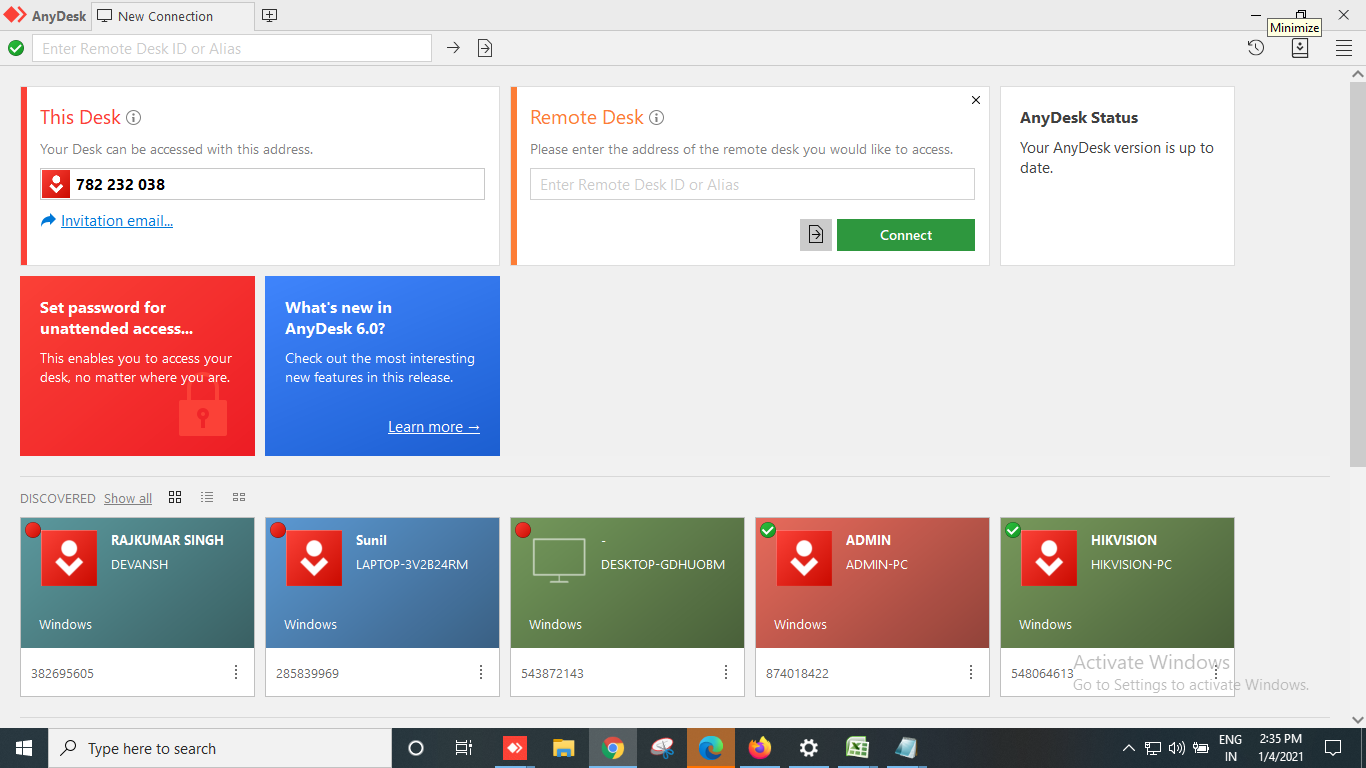 AnyDesk
New Connection
Minimize
Enter Remote Desk ID or Alias
This Desk
Your Desk can be accessed with this address.
782 232 038
Invitation email...
Remote Desk
Please enter the address of the remote desk you would like to access.
Enter Remote Desk ID or Alias
Connect
AnyDesk Status
Your AnyDesk version is up to
date.
Set password for
unattended access...
This enables you to access your
desk, no matter where you are.
What's new in
AnyDesk 6.0?
Check out the most interesting
new features in this release.
Learn more →
DISCOVERED Show all
RAJKUMAR SINGH
DEVANSH
Windows
382695605
Sunil
LAPTOP-3V2B24RM
Windows
285839969
-
DESKTOP-GDHUOBM
Windows
543872143
ADMIN
ADMIN-PC
Windows
874018422
HIKVISION
HIKVISION-PC
Windows
548064613
Activate Windows
Go to Settings to activate Windows.
Type here to search
ENG
IN
2:35 PM
1/4/2021